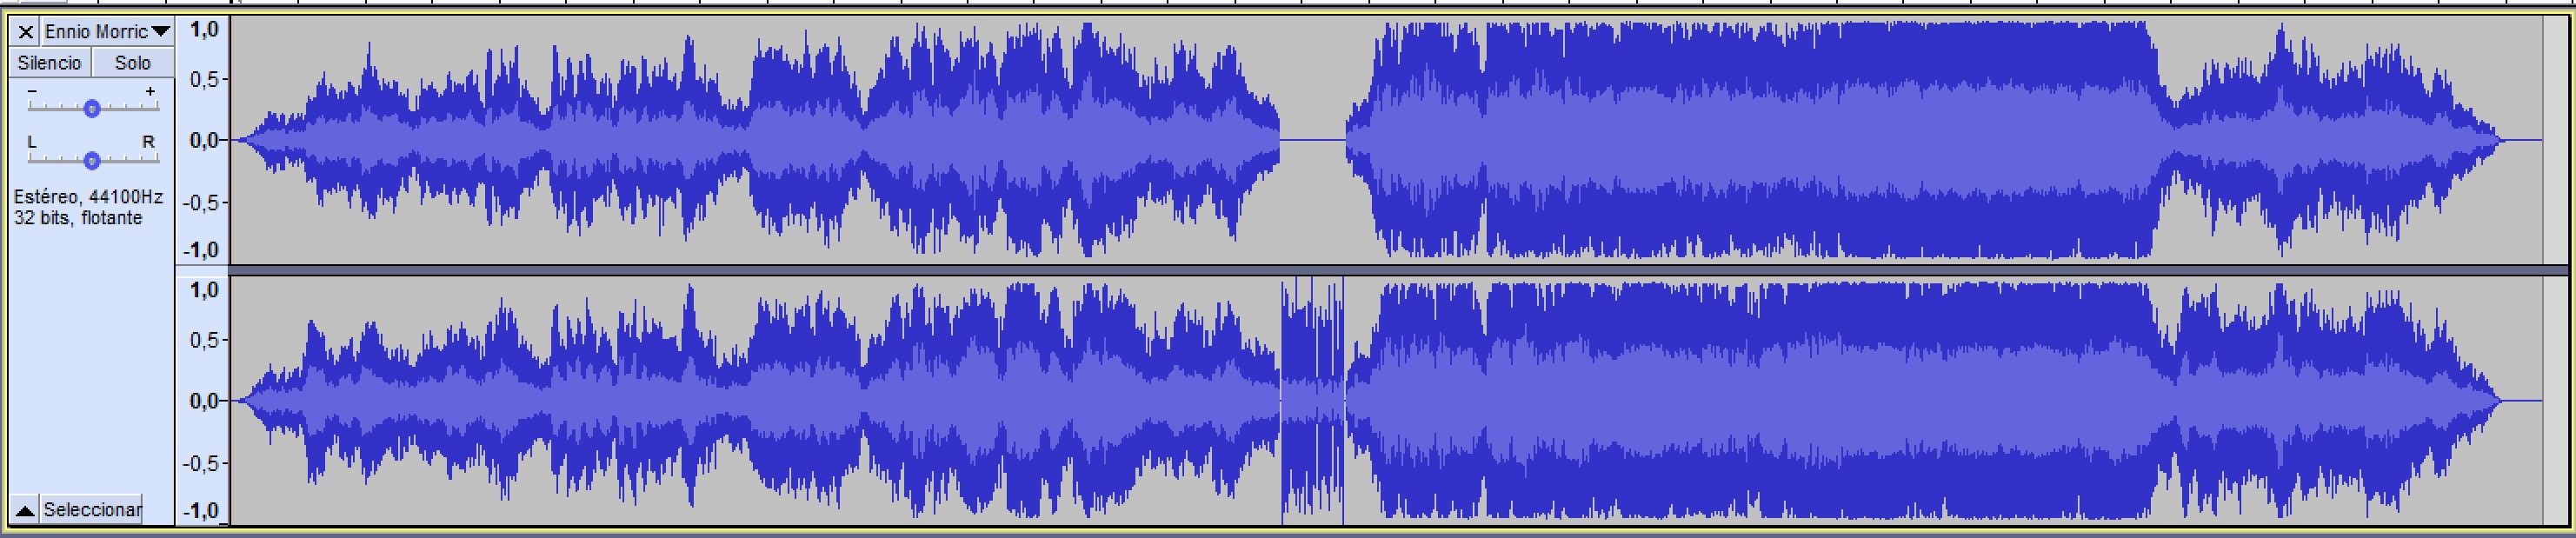 × Ennio Morric
Silencio Solo
- +
L R
Estéreo, 44100Hz
32 bits, flotante
Seleccionar
1,0
0,5
0,0
-0,5
-1,0
1,0
0,5
0,0
-0,5
-1,0